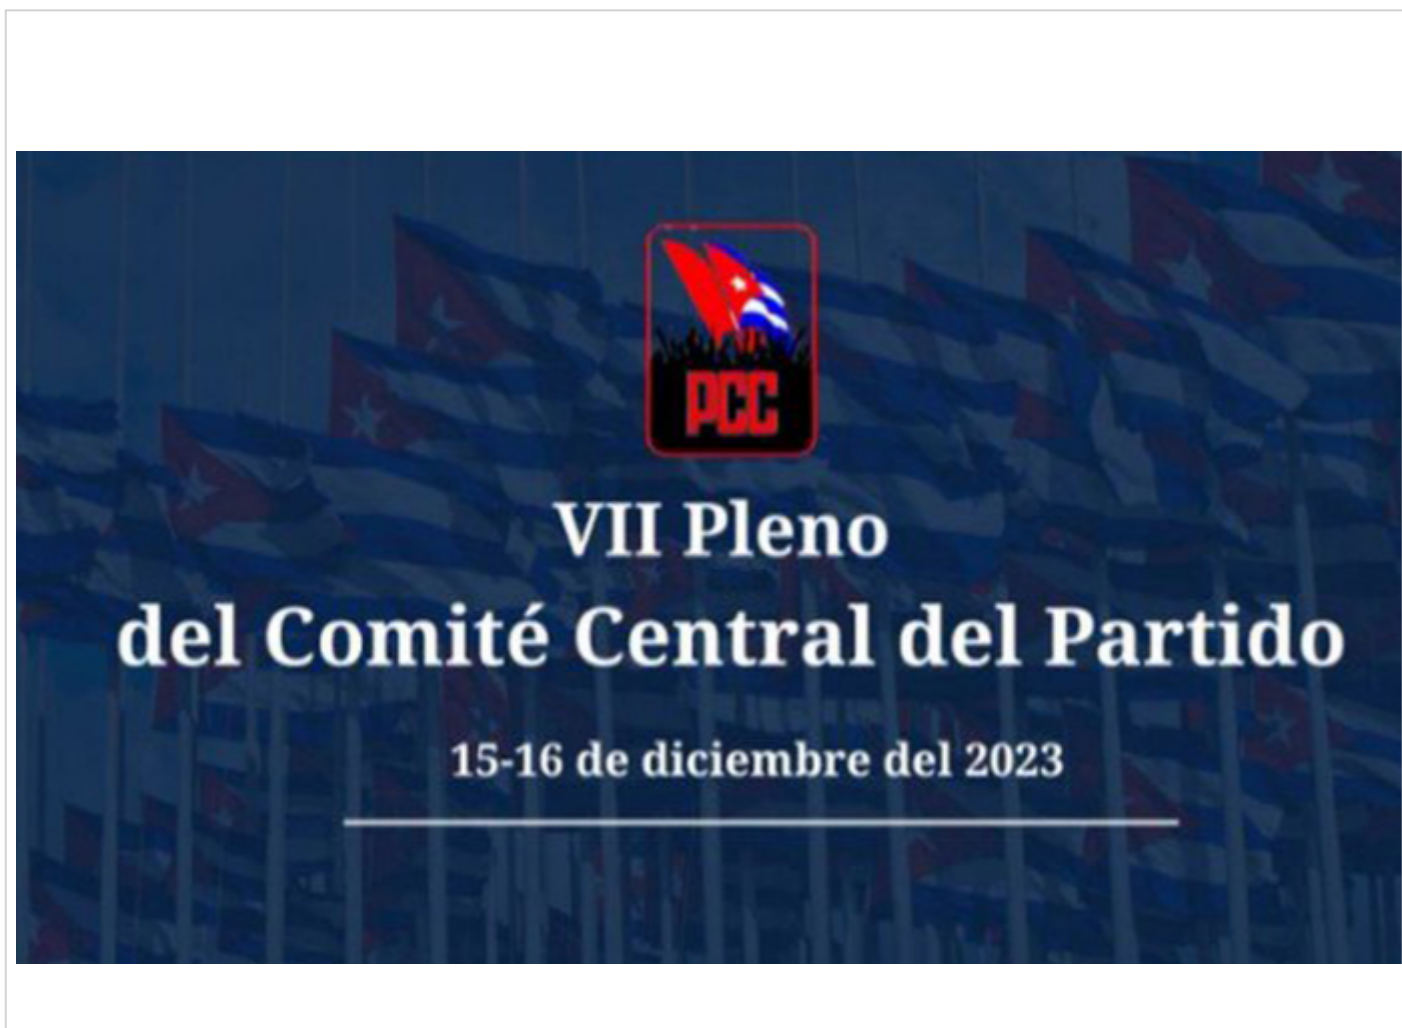 PCC
VII Pleno
del Comité Central del Partido
15-16 de diciembre del 2023